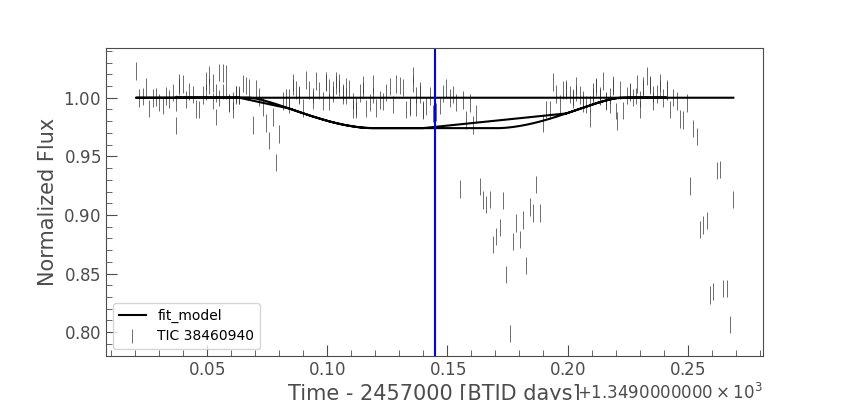 1.00
0.95
0.90
0.85
0.80
Normalized Flux
fit_model
TIC 38460940
0.05 0.10 0.15 0.20 0.25
Time - 2457000 [BTJD days]
+1.3490000000 × 10³